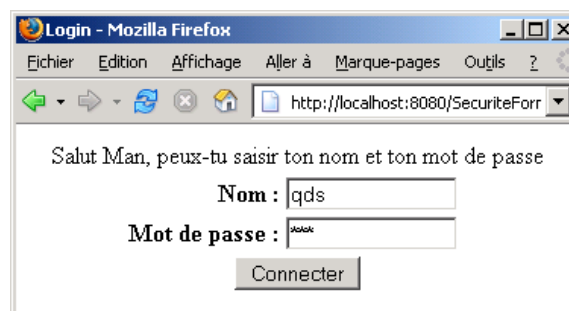 Login - Mozilla Firefox
Fichier Edition Affichage Aller à Marque-pages Outils ?
http://localhost:8080/SecuriteForr
Salut Man, peux-tu saisir ton nom et ton mot de passe
Nom : qds
Mot de passe : ***
Connecter